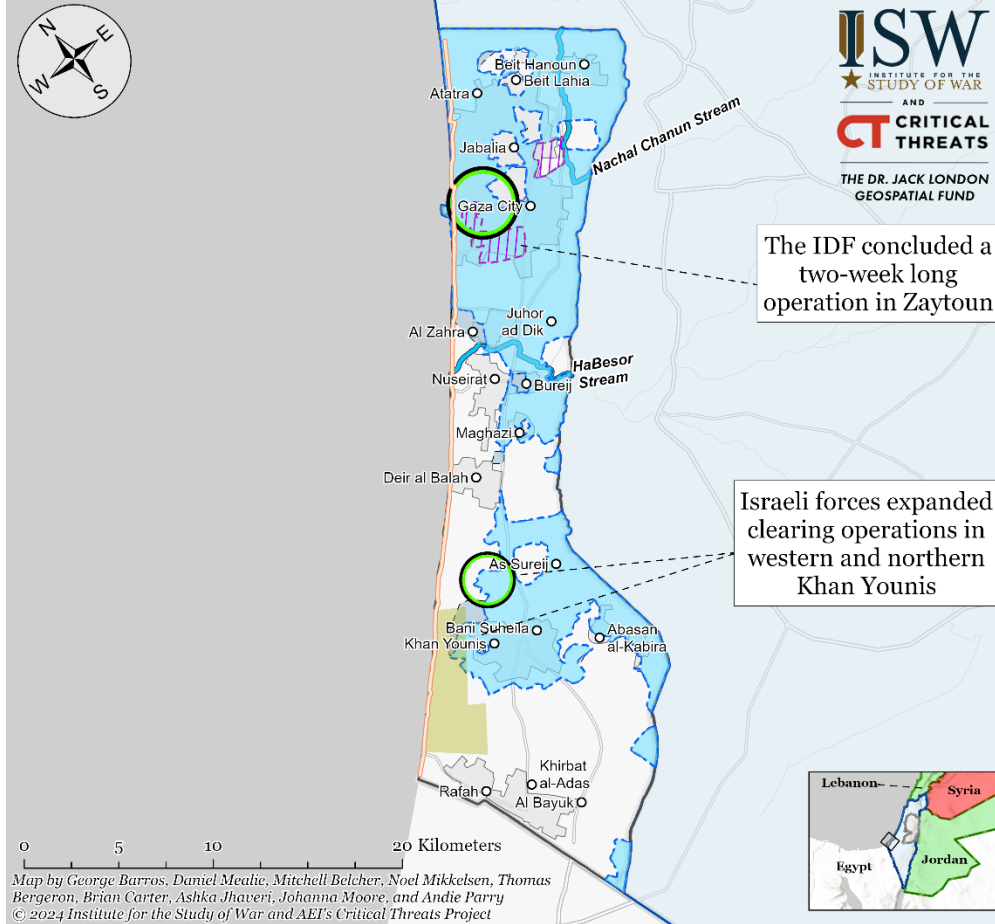 N
E
W
S
ISW
INSTITUTE FOR THE
STUDY OF WAR
AND
CT CRITICAL
THREATS
THE DR. JACK LONDON
GEOSPATIAL FUND
Beit Hanoun
Beit Lahia
Atatra
Nachal Chanun Stream
Jabalia
Gaza City
The IDF concluded a
two-week long
operation in Zaytoun
Juhor
ad Dik
Al Zahra
HaBesor
Stream
Nuseirat
Bureij
Maghazi
Deir al Balah
Israeli forces expanded
clearing operations in
western and northern
Khan Younis
As Sureij
Bani Suheila
Khan Younis
Abasan
al-Kabira
Khirbat
al-Adas
Rafah
Al Bayuk
Lebanon
Syria
Egypt
Jordan
0 5 10 20 Kilometers
Map by George Barros, Daniel Mealie, Mitchell Belcher, Noel Mikkelsen, Thomas
Bergeron, Brian Carter, Ashka Jhaveri, Johanna Moore, and Andie Parry
© 2024 Institute for the Study of War and AEI's Critical Threats Project